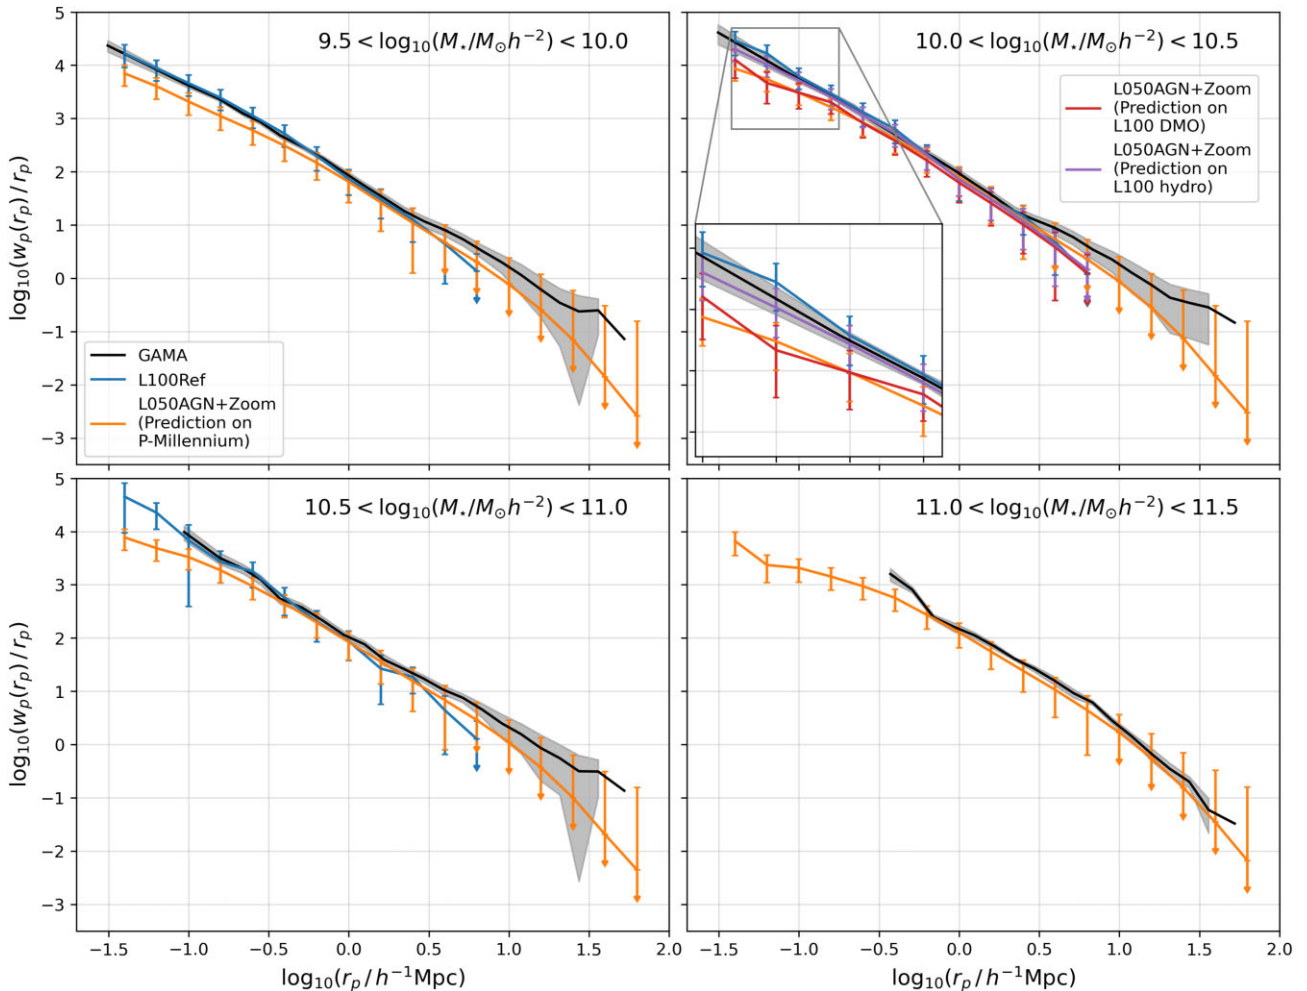 9.5 < log₁₀(M⋆/M⊙h⁻²) < 10.0
10.0 < log₁₀(M⋆/M⊙h⁻²) < 10.5
5
4
3
2
1
0
−1
−2
−3
log₁₀(wₚ(rₚ) / rₚ)
GAMA
L100Ref
L050AGN+Zoom
(Prediction on
P-Millennium)
L050AGN+Zoom
(Prediction on
L100 DMO)
L050AGN+Zoom
(Prediction on
L100 hydro)
10.5 < log₁₀(M⋆/M⊙h⁻²) < 11.0
11.0 < log₁₀(M⋆/M⊙h⁻²) < 11.5
5
4
3
2
1
0
−1
−2
−3
log₁₀(wₚ(rₚ) / rₚ)
−1.5 −1.0 −0.5 0.0 0.5 1.0 1.5 2.0
−1.5 −1.0 −0.5 0.0 0.5 1.0 1.5 2.0
log₁₀(rₚ / h⁻¹Mpc)
log₁₀(rₚ / h⁻¹Mpc)